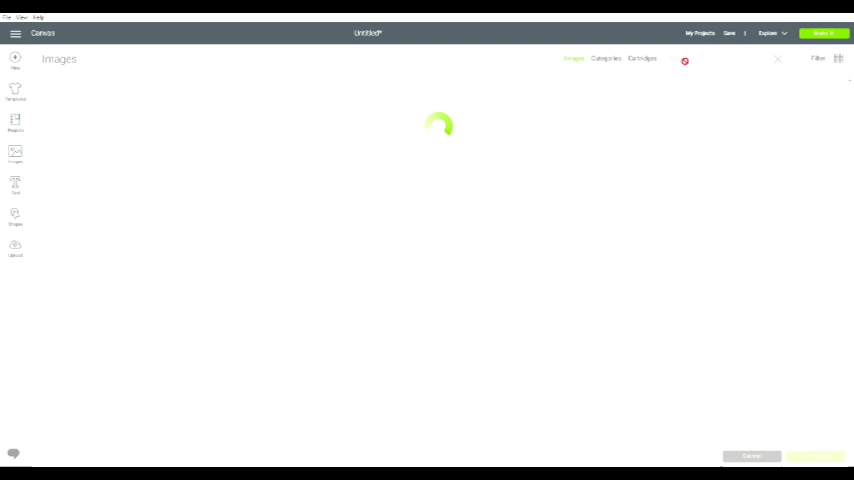 File View Help
Canvas Untitled* My Projects Save Explore Make It
Images Images Categories Cartridges Filter
New
Templates
Projects
Images
Text
Shapes
Upload
Cancel